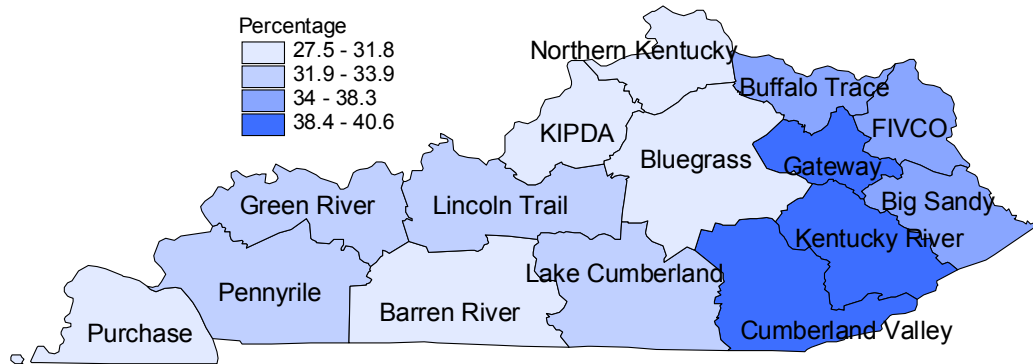 Percentage
27.5 - 31.8
31.9 - 33.9
34 - 38.3
38.4 - 40.6
Northern Kentucky
Buffalo Trace
FIVCO
KIPDA
Bluegrass
Gateway
Green River
Lincoln Trail
Big Sandy
Kentucky River
Lake Cumberland
Pennyrile
Barren River
Purchase
Cumberland Valley